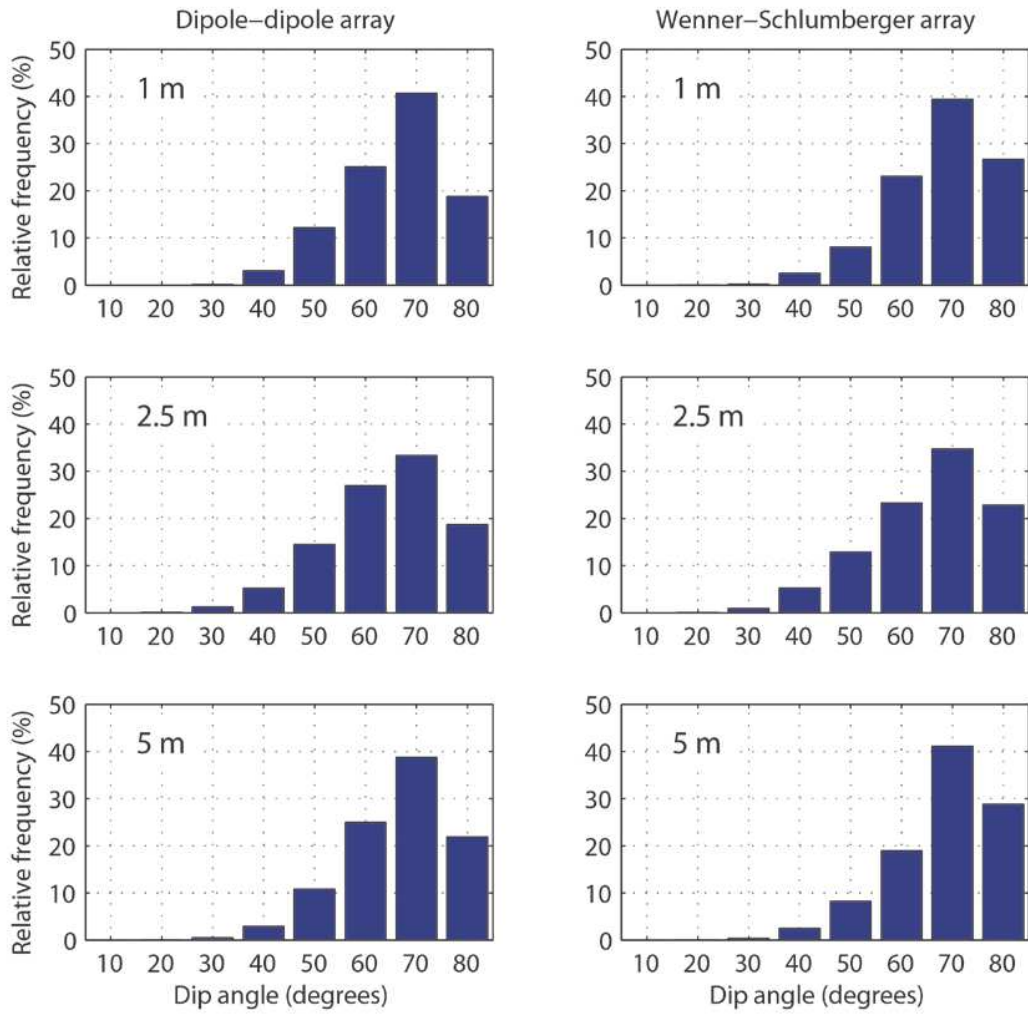 Dipole–dipole array
Wenner–Schlumberger array
Relative frequency (%)
50
40
30
20
10
0
1 m
10 20 30 40 50 60 70 80
50
40
30
20
10
0
1 m
10 20 30 40 50 60 70 80
Relative frequency (%)
50
40
30
20
10
0
2.5 m
10 20 30 40 50 60 70 80
50
40
30
20
10
0
2.5 m
10 20 30 40 50 60 70 80
Relative frequency (%)
50
40
30
20
10
0
5 m
10 20 30 40 50 60 70 80
Dip angle (degrees)
50
40
30
20
10
0
5 m
10 20 30 40 50 60 70 80
Dip angle (degrees)